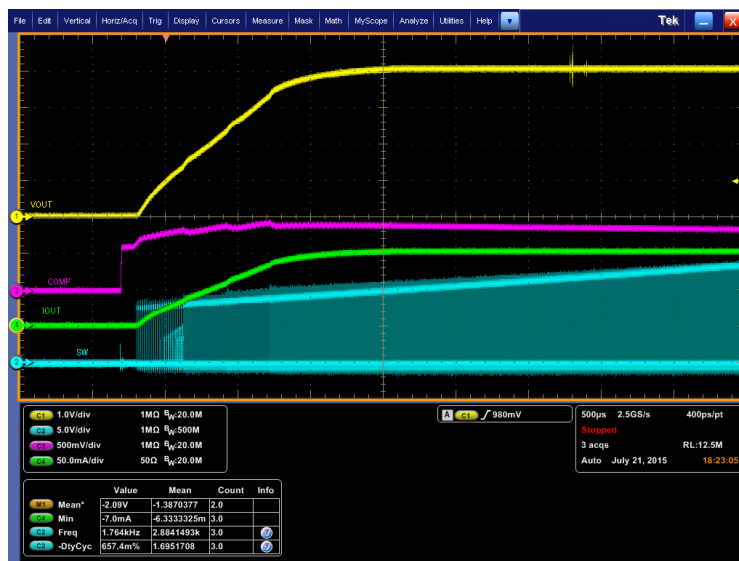 File Edit Vertical Horiz/Acq Trig Display Cursors Measure Mask Math MyScope Analyze Utilities Help Tek X
1 VOUT
3 COMP
4 IOUT
2 SW
C1 1.0V/div 1MΩ BW:20.0M
C2 5.0V/div 1MΩ BW:500M
C3 500mV/div 1MΩ BW:20.0M
C4 50.0mA/div 50Ω BW:20.0M
A C1 980mV
500µs 2.5GS/s 400ps/pt
Stopped
3 acqs RL:12.5M
Auto July 21, 2015 18:23:05
Value Mean Count Info
M1 Mean* -2.09V -1.3870377 2.0
C4 Min -7.0mA -6.3333325m 3.0
C2 Freq 1.764kHz 2.8841493k 3.0
C2 -DtyCyc 657.4m% 1.6951708 3.0